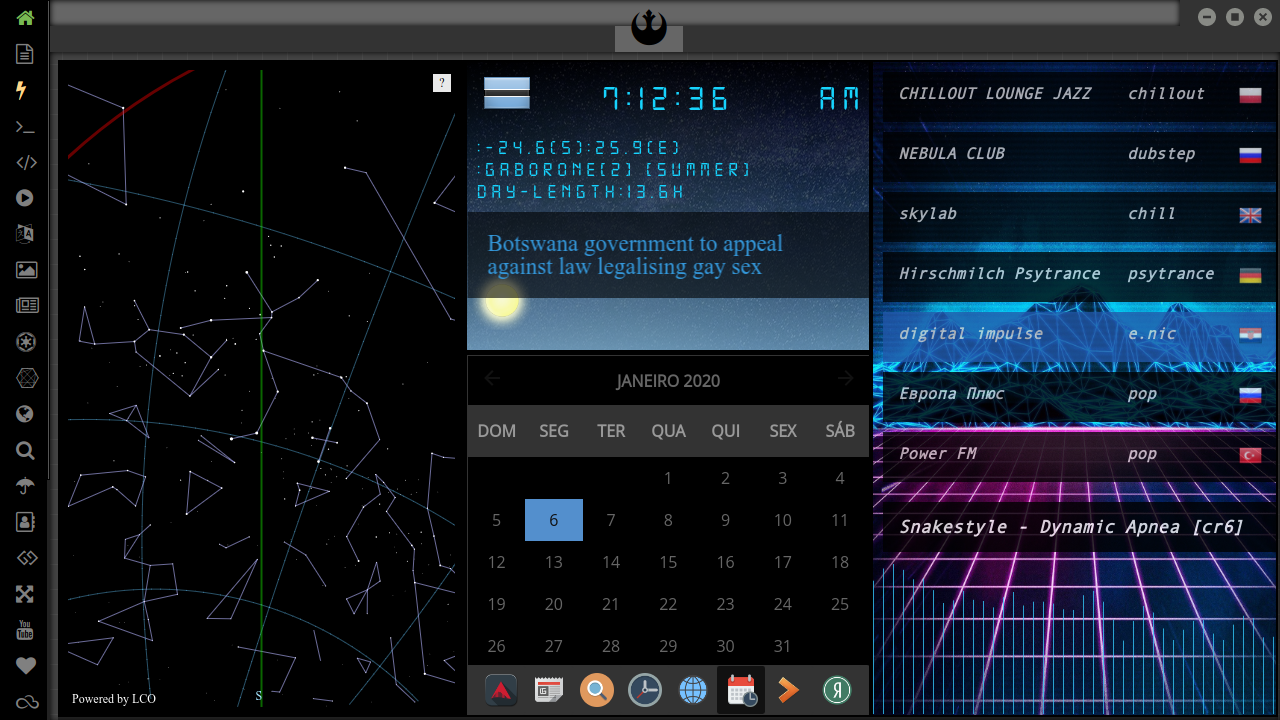 ?
Powered by LCO
S
7:12:36 AM
:-24.6(S):25.9(E)
:GABORONE(2) (SUMMER)
DAY-LENGTH:13.6H
Botswana government to appeal
against law legalising gay sex
JANEIRO 2020
DOM SEG TER QUA QUI SEX SÁB
1 2 3 4
5 6 7 8 9 10 11
12 13 14 15 16 17 18
19 20 21 22 23 24 25
26 27 28 29 30 31
Я
CHILLOUT LOUNGE JAZZ chillout
NEBULA CLUB dubstep
skylab chill
Hirschmilch Psytrance psytrance
digital impulse e.nic
Европа Плюс pop
Power FM pop
Snakestyle - Dynamic Apnea [cr6]
You
Tube